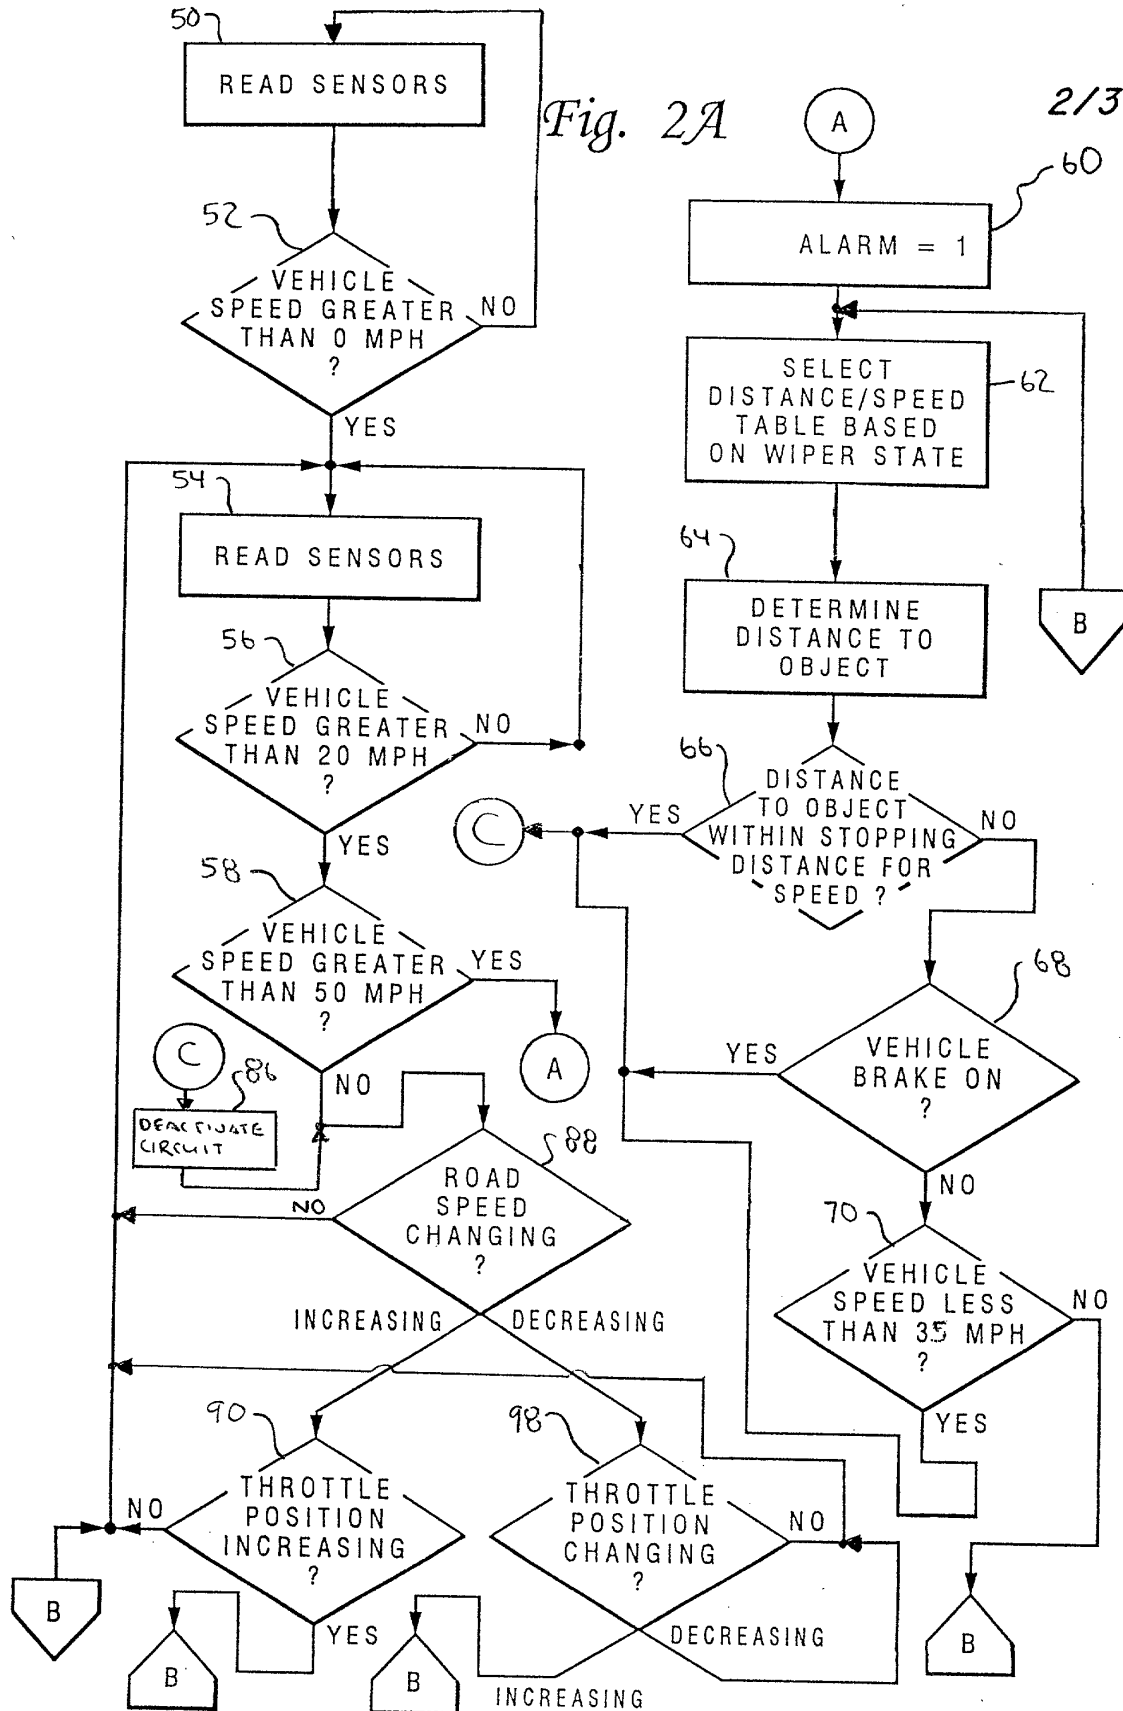 50
READ SENSORS
Fig. 2A
2/3
A
60
ALARM = 1
52
VEHICLE
SPEED GREATER
THAN 0 MPH
?
NO
YES
SELECT
DISTANCE/SPEED
TABLE BASED
ON WIPER STATE
62
54
READ SENSORS
64
DETERMINE
DISTANCE TO
OBJECT
B
56
VEHICLE
SPEED GREATER
THAN 20 MPH
?
NO
YES
66
DISTANCE
TO OBJECT
WITHIN STOPPING
DISTANCE FOR
SPEED ?
YES
NO
C
58
VEHICLE
SPEED GREATER
THAN 50 MPH
?
YES
NO
A
68
VEHICLE
BRAKE ON
?
YES
NO
C
86
DEACTIVATE
CIRCUIT
88
ROAD
SPEED
CHANGING
?
NO
INCREASING
DECREASING
70
VEHICLE
SPEED LESS
THAN 35 MPH
?
NO
YES
90
THROTTLE
POSITION
INCREASING
?
NO
YES
98
THROTTLE
POSITION
CHANGING
?
NO
DECREASING
INCREASING
B
B
B
B